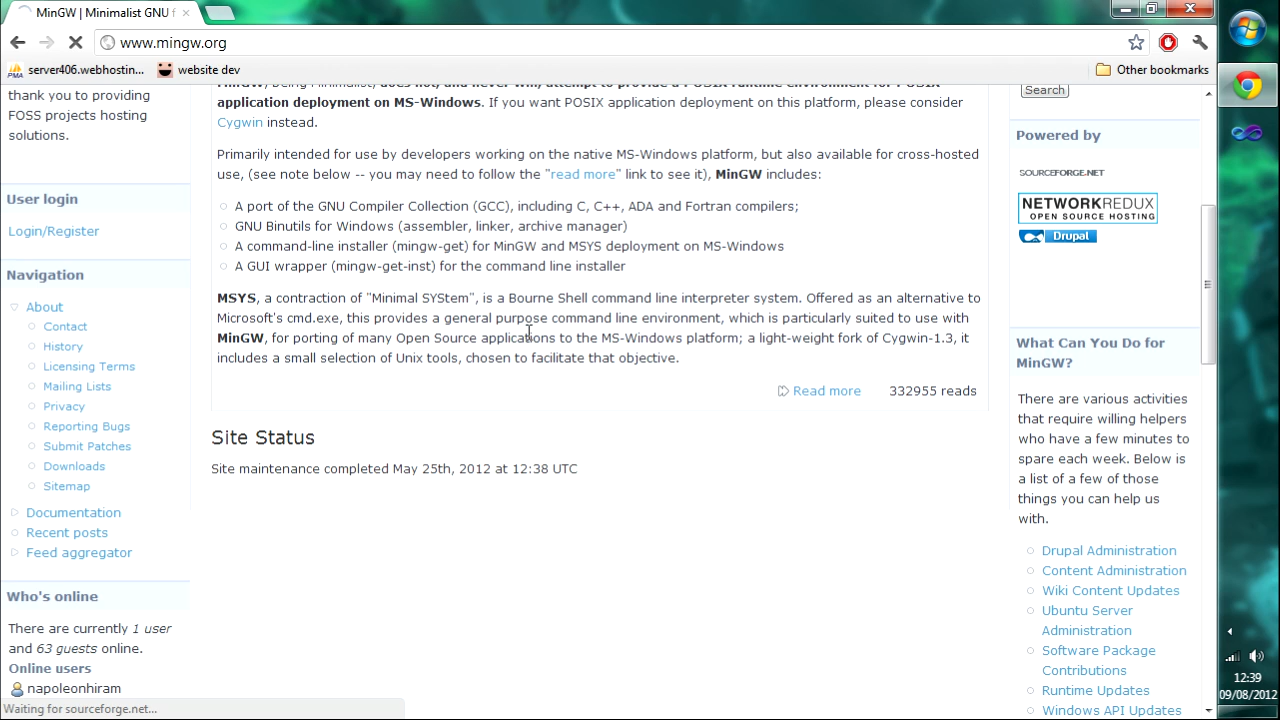 MinGW | Minimalist GNU f
www.mingw.org
server406.webhostin...
website dev
Other bookmarks
thank you to providing
FOSS projects hosting
solutions.
User login
Login/Register
Navigation
About
Contact
History
Licensing Terms
Mailing Lists
Privacy
Reporting Bugs
Submit Patches
Downloads
Sitemap
Documentation
Recent posts
Feed aggregator
Who's online
There are currently 1 user
and 63 guests online.
Online users
napoleonhiram
Waiting for sourceforge.net...
MinGW, being Minimalist, does not, and never will, attempt to provide a POSIX runtime environment for POSIX
application deployment on MS-Windows. If you want POSIX application deployment on this platform, please consider
Cygwin instead.
Primarily intended for use by developers working on the native MS-Windows platform, but also available for cross-hosted
use, (see note below -- you may need to follow the "read more" link to see it), MinGW includes:
A port of the GNU Compiler Collection (GCC), including C, C++, ADA and Fortran compilers;
GNU Binutils for Windows (assembler, linker, archive manager)
A command-line installer (mingw-get) for MinGW and MSYS deployment on MS-Windows
A GUI wrapper (mingw-get-inst) for the command line installer
MSYS, a contraction of "Minimal SYStem", is a Bourne Shell command line interpreter system. Offered as an alternative to
Microsoft's cmd.exe, this provides a general purpose command line environment, which is particularly suited to use with
MinGW, for porting of many Open Source applications to the MS-Windows platform; a light-weight fork of Cygwin-1.3, it
includes a small selection of Unix tools, chosen to facilitate that objective.
Read more
332955 reads
Site Status
Site maintenance completed May 25th, 2012 at 12:38 UTC
Search
Powered by
SOURCEFORGE.NET
NETWORKREDUX
OPEN SOURCE HOSTING
Drupal
What Can You Do for
MinGW?
There are various activities
that require willing helpers
who have a few minutes to
spare each week. Below is
a list of a few of those
things you can help us
with.
Drupal Administration
Content Administration
Wiki Content Updates
Ubuntu Server
Administration
Software Package
Contributions
Runtime Updates
Windows API Updates
12:39
09/08/2012